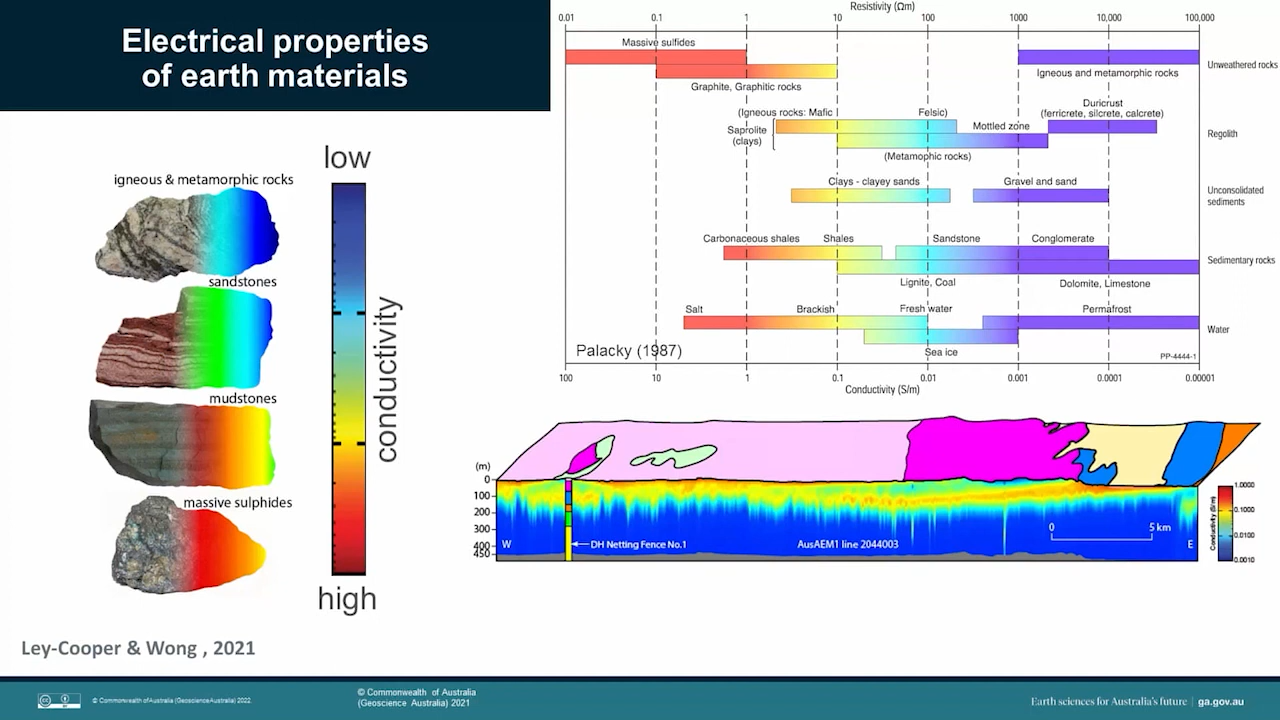 Electrical properties
of earth materials
low
igneous & metamorphic rocks
sandstones
mudstones
massive sulphides
conductivity
high
Ley-Cooper & Wong , 2021
Resistivity (Ωm)
0.01 0.1 1 10 100 1000 10,000 100,000
Massive sulfides
Unweathered rocks
Graphite, Graphitic rocks
Igneous and metamorphic rocks
Duricrust
(ferricrete, silcrete, calcrete)
(Igneous rocks: Mafic Felsic)
Mottled zone
Saprolite
(clays)
Regolith
(Metamophic rocks)
Clays - clayey sands
Gravel and sand
Unconsolidated
sediments
Carbonaceous shales Shales Sandstone Conglomerate
Sedimentary rocks
Lignite, Coal
Dolomite, Limestone
Salt Brackish Fresh water Permafrost
Water
Sea ice
Palacky (1987)
PP-4444-1
100 10 1 0.1 0.01 0.001 0.0001 0.00001
Conductivity (S/m)
(m)
0
100
200
300
400
450
W
DH Netting Fence No.1
AusAEM1 line 2044003
0 5 km
E
Conductivity (S/m)
1.0000
0.1000
0.0100
0.0010
cc BY
© Commonwealth of Australia (Geoscience Australia) 2022.
© Commonwealth of Australia
(Geoscience Australia) 2021
Earth sciences for Australia's future | ga.gov.au